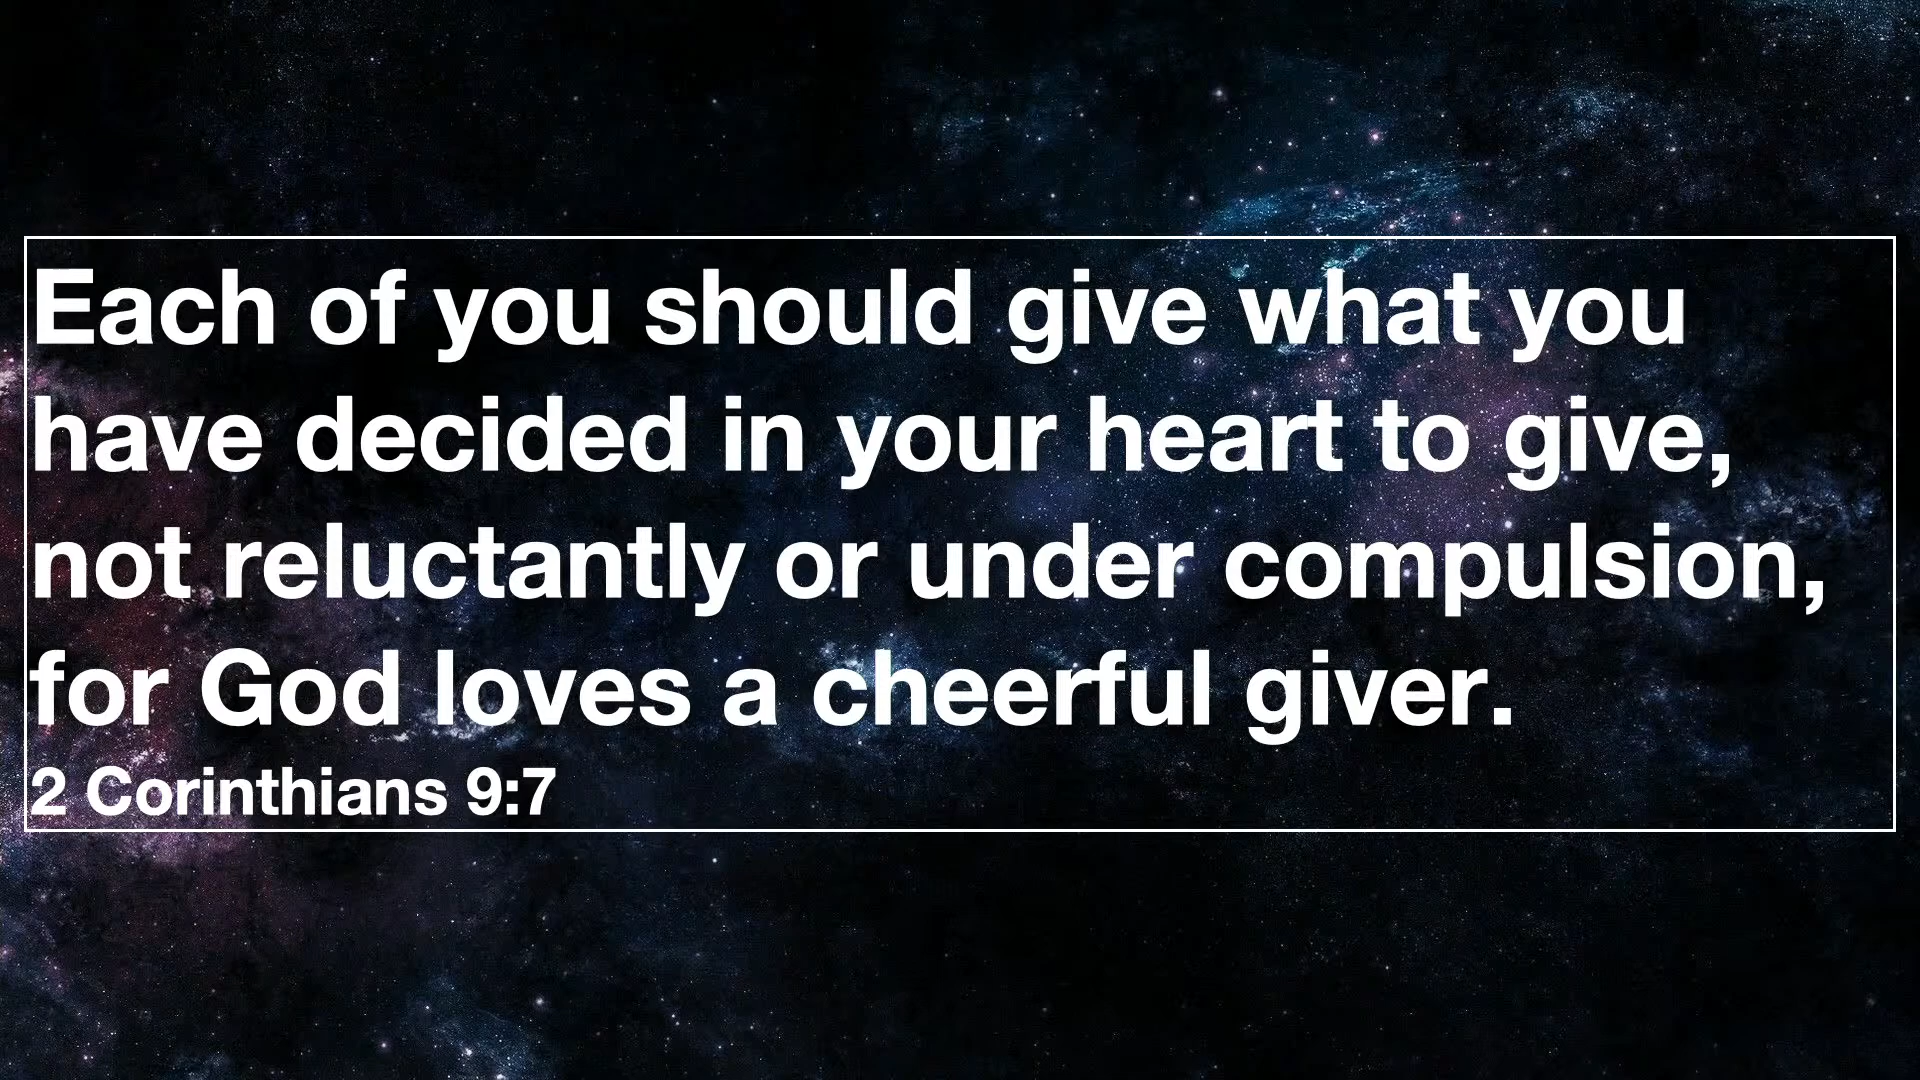 Each of you should give what you
have decided in your heart to give,
not reluctantly or under compulsion,
for God loves a cheerful giver.
2 Corinthians 9:7